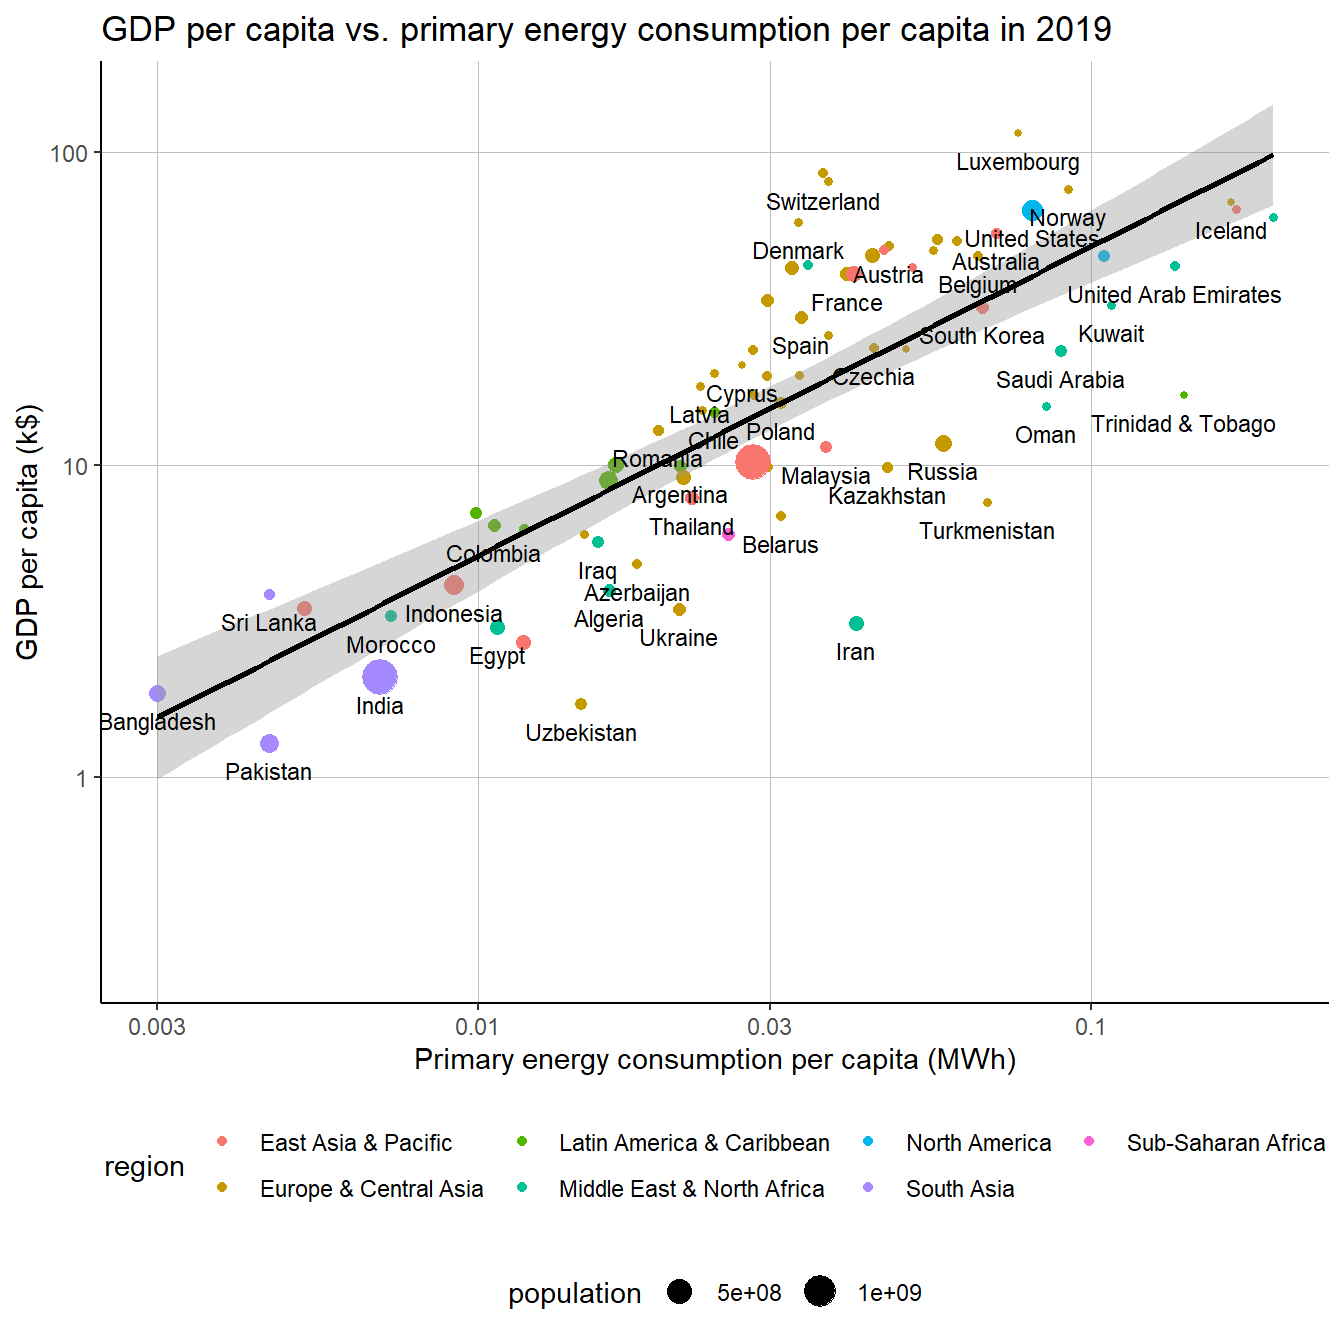 GDP per capita vs. primary energy consumption per capita in 2019
GDP per capita (k$)
100
10
1
Luxembourg
Switzerland
Norway
Iceland
United States
Denmark
Australia
Austria
Belgium
United Arab Emirates
France
Kuwait
South Korea
Spain
Czechia
Saudi Arabia
Cyprus
Latvia
Trinidad & Tobago
Poland
Oman
Chile
Romania
Russia
Malaysia
Argentina
Kazakhstan
Thailand
Turkmenistan
Belarus
Colombia
Iraq
Azerbaijan
Indonesia
Algeria
Sri Lanka
Ukraine
Morocco
Iran
Egypt
India
Bangladesh
Uzbekistan
Pakistan
0.003
0.01
0.03
0.1
Primary energy consumption per capita (MWh)
region
East Asia & Pacific
Latin America & Caribbean
North America
Sub-Saharan Africa
Europe & Central Asia
Middle East & North Africa
South Asia
population
5e+08
1e+09